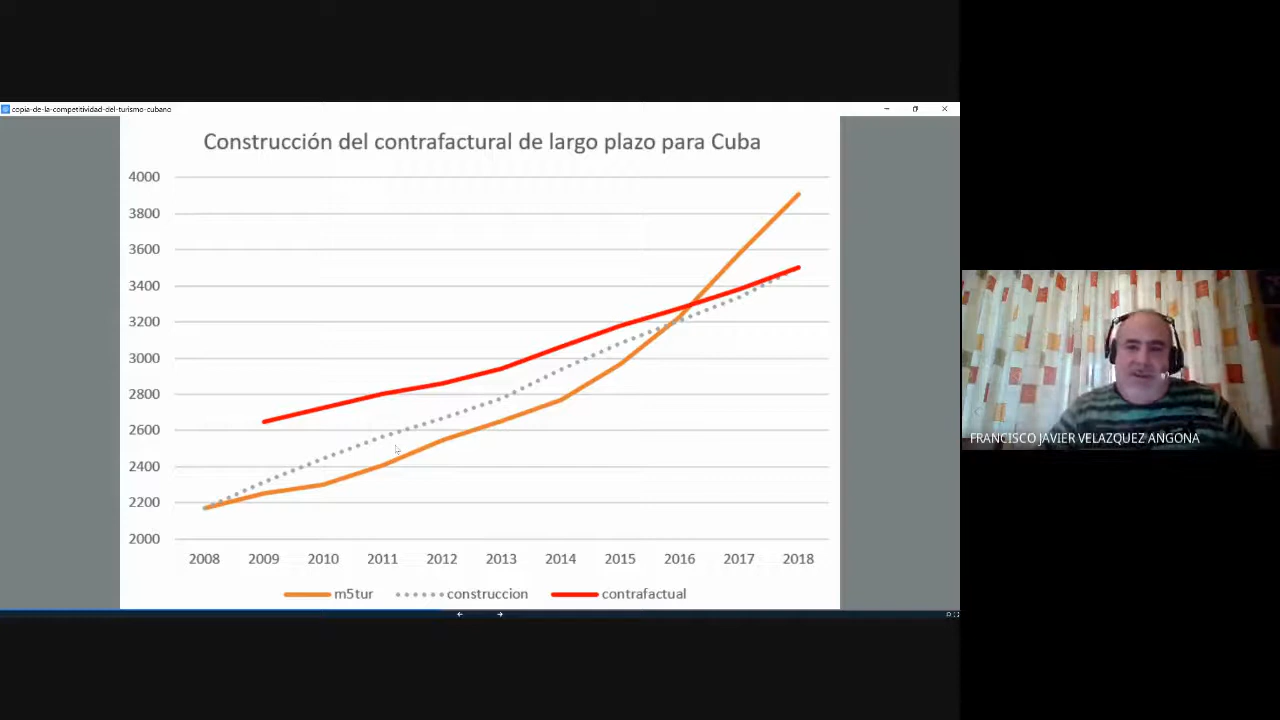 copia-de-la-competitividad-del-turismo-cubano
Construcción del contrafactural de largo plazo para Cuba
4000
3800
3600
3400
3200
3000
2800
2600
2400
2200
2000
2008 2009 2010 2011 2012 2013 2014 2015 2016 2017 2018
m5tur construccion contrafactual
FRANCISCO JAVIER VELAZQUEZ ANGONA